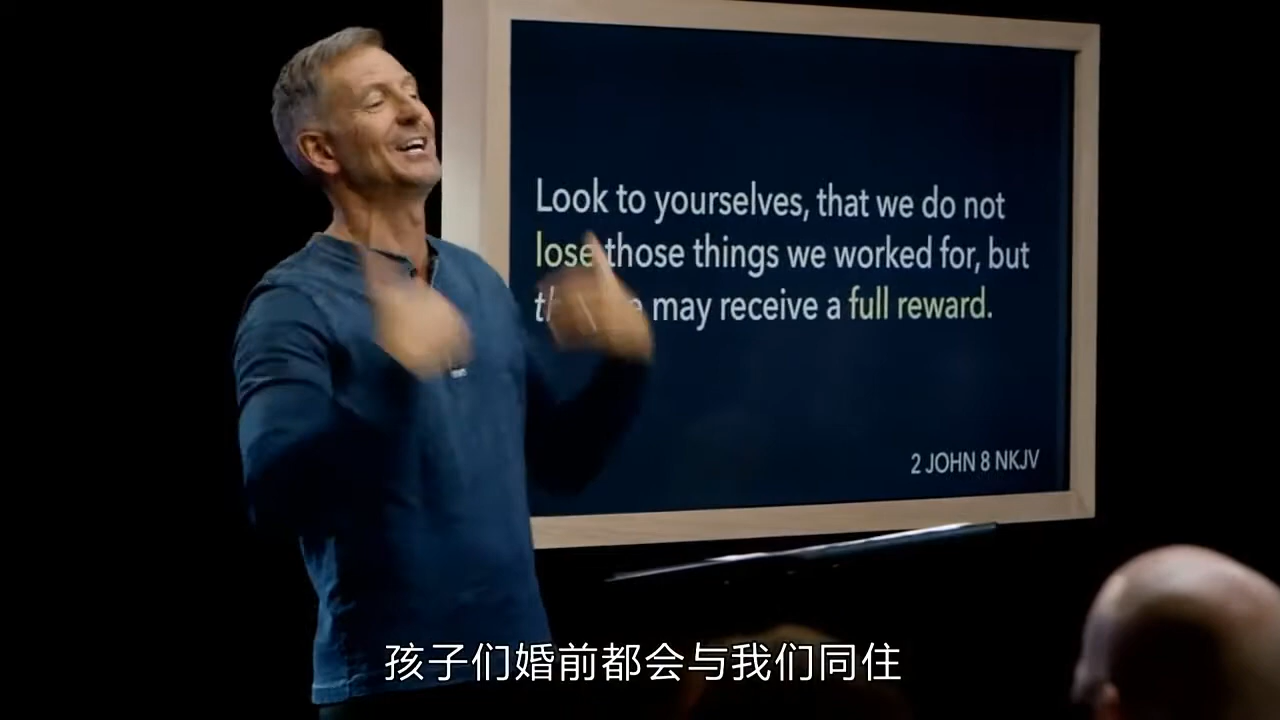 Look to yourselves, that we do not
lose those things we worked for, but
may receive a full reward.
2 JOHN 8 NKJV
孩子们婚前都会与我们同住